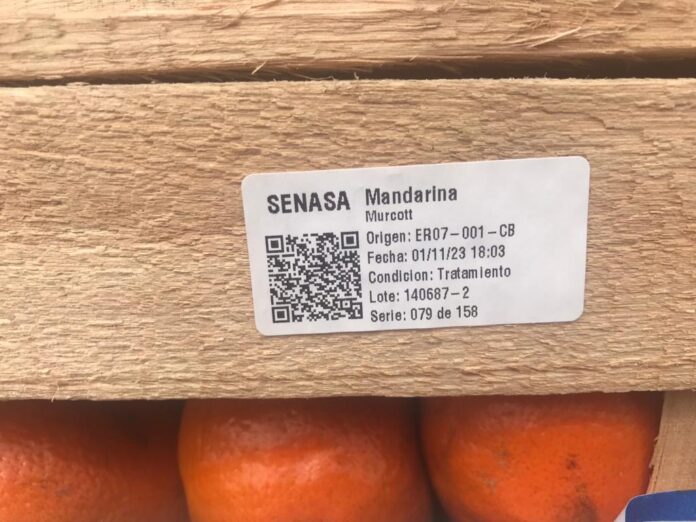 SENASA Mandarina
Murcott
Origen: ER07-001-CB
Fecha: 01/11/23 18:03
Condicion: Tratamiento
Lote: 140687-2
Serie: 079 de 158